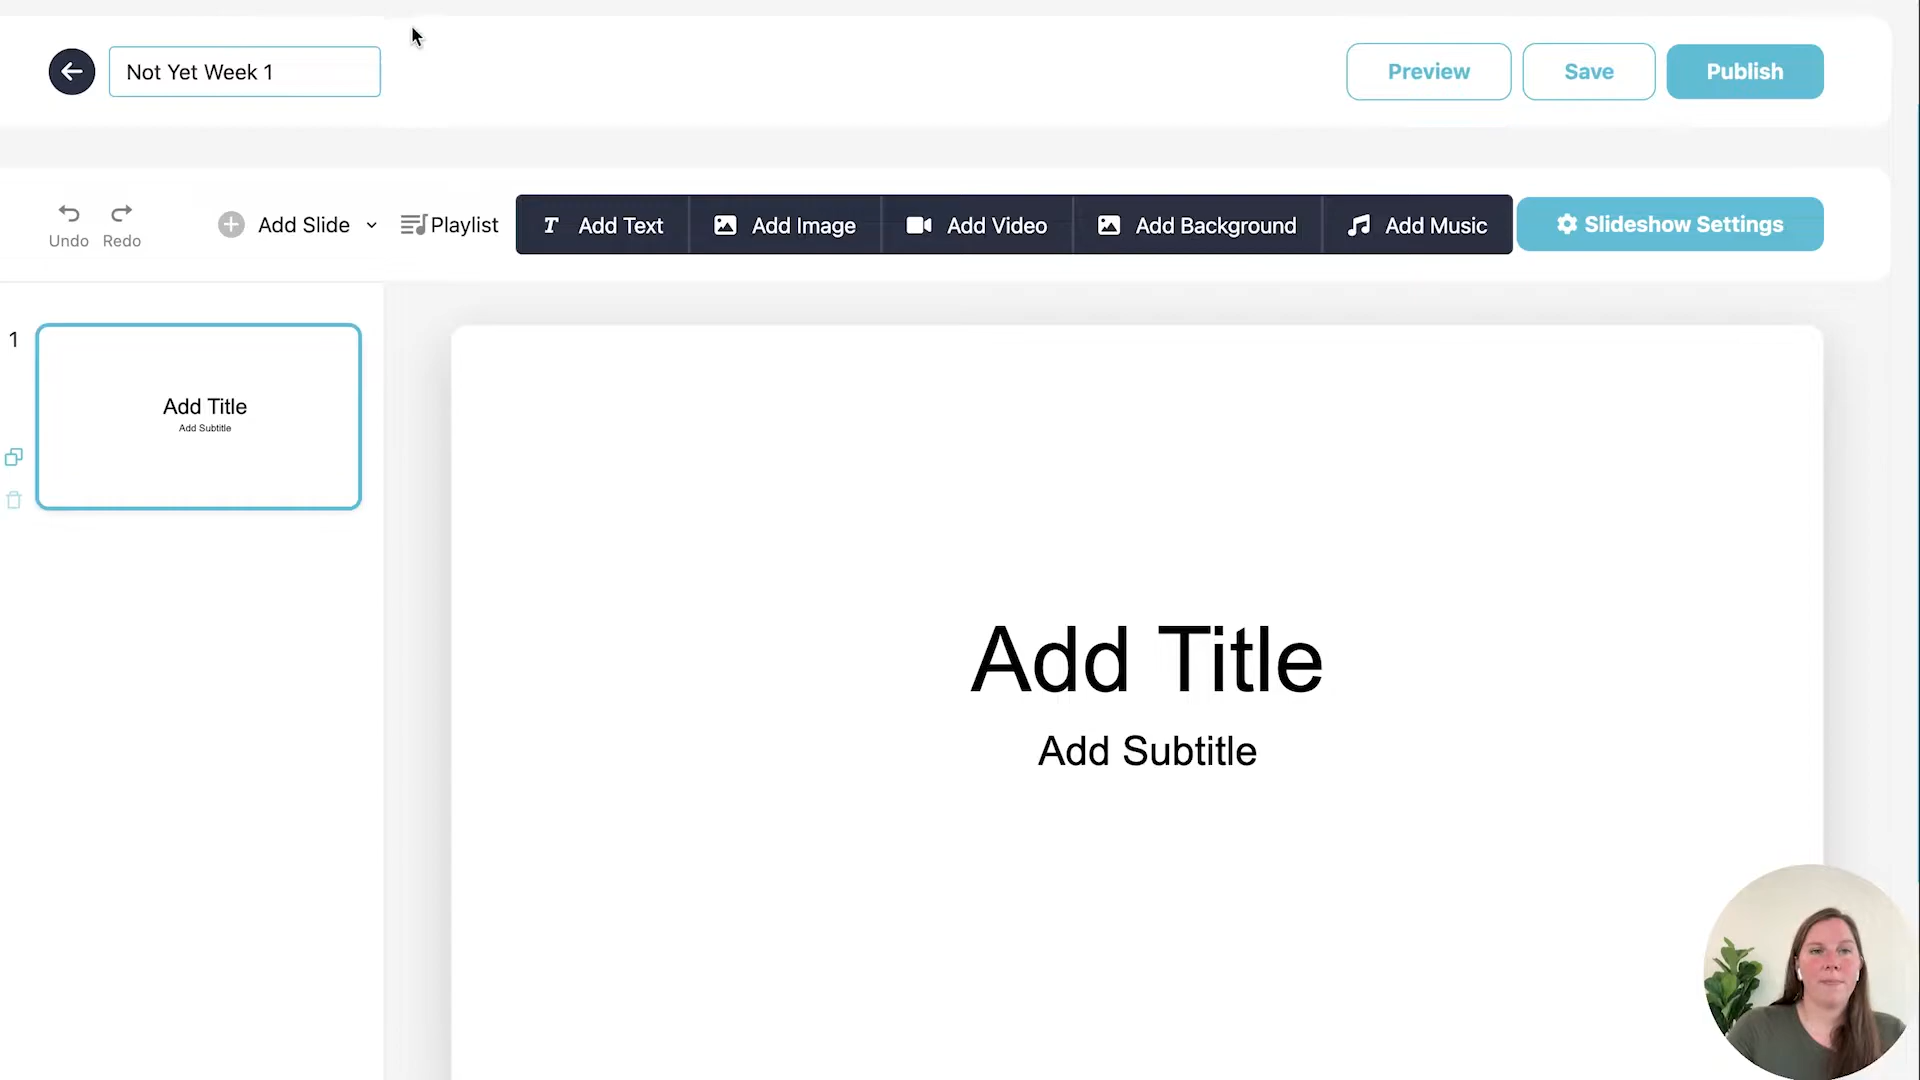 Not Yet Week 1
Preview
Save
Publish
Undo
Redo
Add Slide
Playlist
Add Text
Add Image
Add Video
Add Background
Add Music
Slideshow Settings
1
Add Title
Add Subtitle
Add Title
Add Subtitle